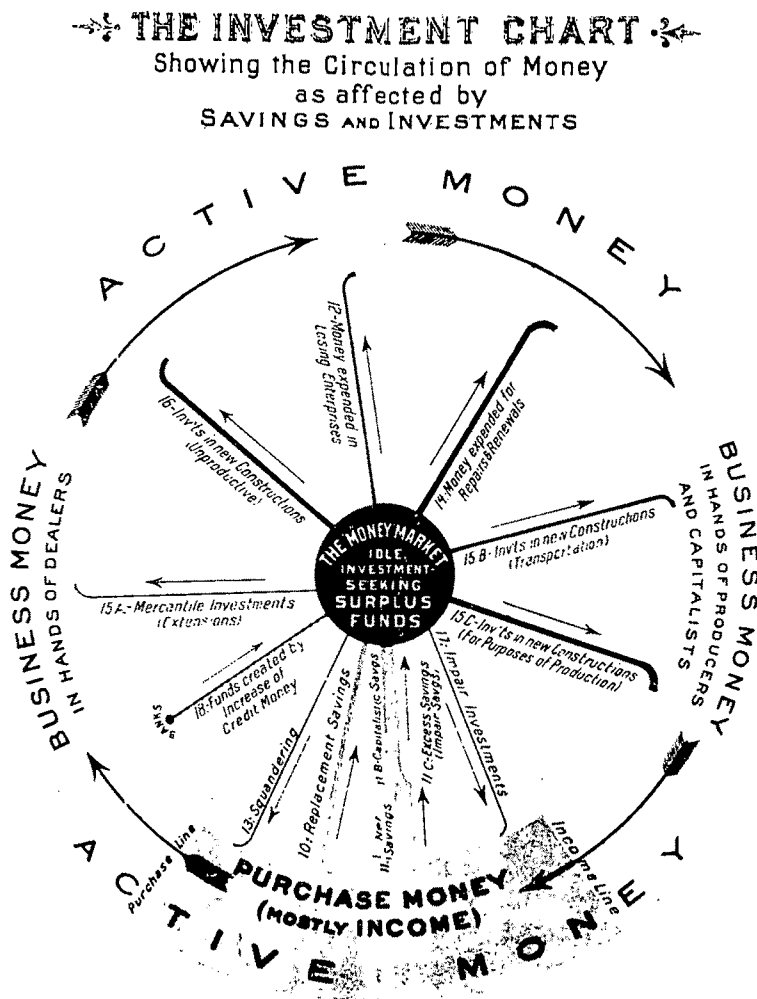 THE INVESTMENT CHART
Showing the Circulation of Money
as affected by
SAVINGS AND INVESTMENTS
ACTIVE MONEY
12-Money expended in
Losing Enterprises
14-Money expended for
Repairs & Renewals
16-Inv'ts in new Constructions
(Unproductive)
BUSINESS MONEY
IN HANDS OF DEALERS
BUSINESS MONEY
IN HANDS OF PRODUCERS
AND CAPITALISTS
THE MONEY MARKET
IDLE,
INVESTMENT-
SEEKING
SURPLUS
FUNDS
15 B-Inv'ts in new Constructions
(Transportation)
15 A-Mercantile Investments
(Extensions)
15 C-Inv'ts in new Constructions
(For Purposes of Production)
18-Funds created by
Increase of
Credit Money
BANKS
13: Squandering
10: Replacement Savings
11 B-Capitalistic Savgs
11: Net
Savings
11 C:-Excess Savings
(Impair Savgs.)
17: Impair Investments
Purchase Line
Income Line
PURCHASE MONEY
(MOSTLY INCOME)
ACTIVE MONEY